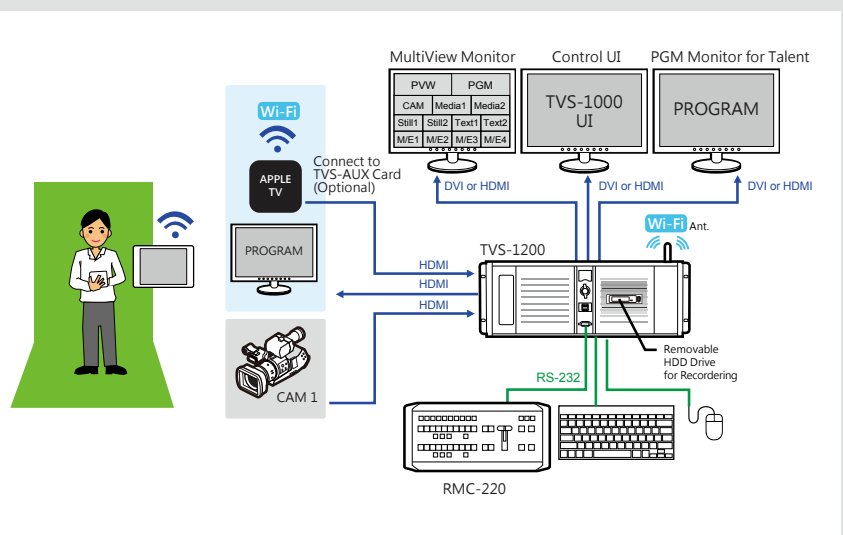 MultiView Monitor
Control UI
PGM Monitor for Talent
PVW PGM
CAM Media1 Media2
Still1 Still2 Text1 Text2
M/E1 M/E2 M/E3 M/E4
TVS-1000
UI
PROGRAM
Wi-Fi
APPLE
TV
Connect to
TVS-AUX Card
(Optional)
DVI or HDMI
DVI or HDMI
DVI or HDMI
Wi-Fi Ant.
PROGRAM
TVS-1200
HDMI
HDMI
HDMI
CAM 1
Removable
HDD Drive
for Recordering
RS-232
RMC-220